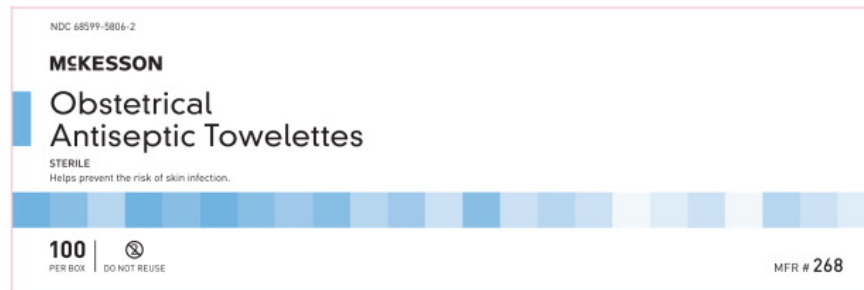 NDC 68599-5806-2
McKESSON
Obstetrical
Antiseptic Towelettes
STERILE
Helps prevent the risk of skin infection.
100
PER BOX
DO NOT REUSE
MFR # 268